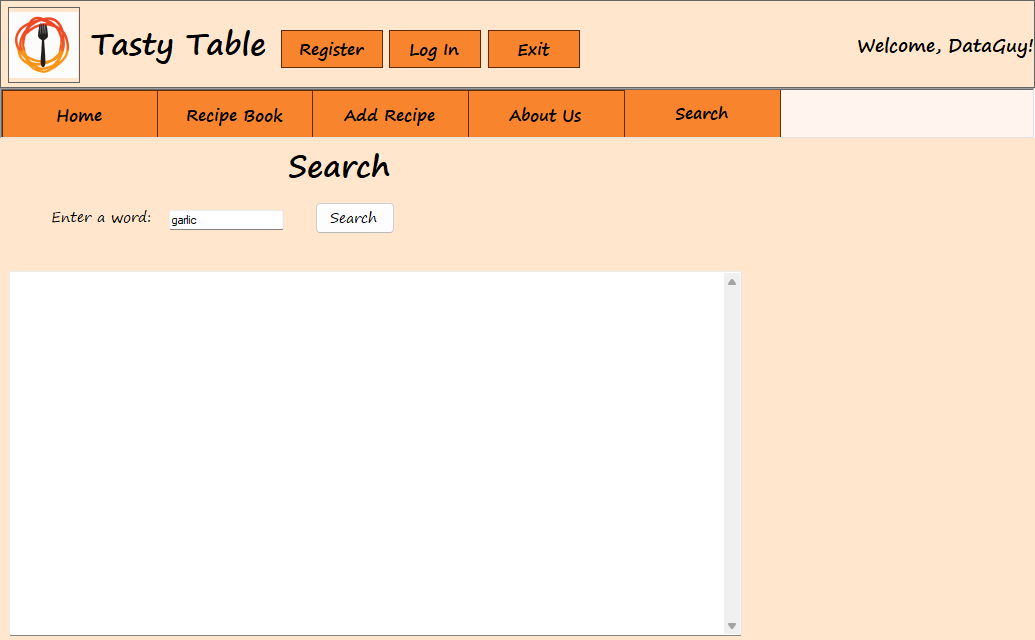 Tasty Table Register Log In Exit Welcome, DataGuy!
Home Recipe Book Add Recipe About Us Search
Search
Enter a word: garlic Search